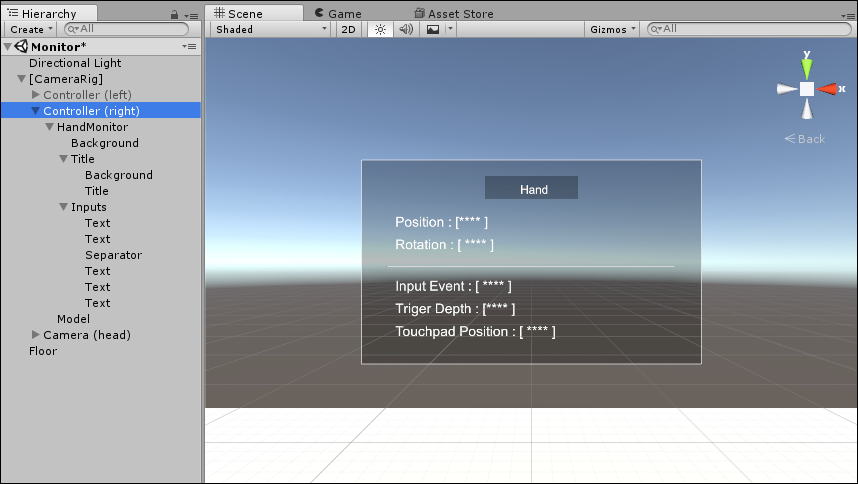 Hierarchy
Create
All
Monitor*
Directional Light
[CameraRig]
Controller (left)
Controller (right)
HandMonitor
Background
Title
Background
Title
Inputs
Text
Text
Separator
Text
Text
Text
Model
Camera (head)
Floor
Scene Game Asset Store
Shaded 2D Gizmos All
y
x
Back
Hand
Position : [**** ]
Rotation : [ **** ]
Input Event : [ **** ]
Triger Depth : [**** ]
Touchpad Position : [ **** ]